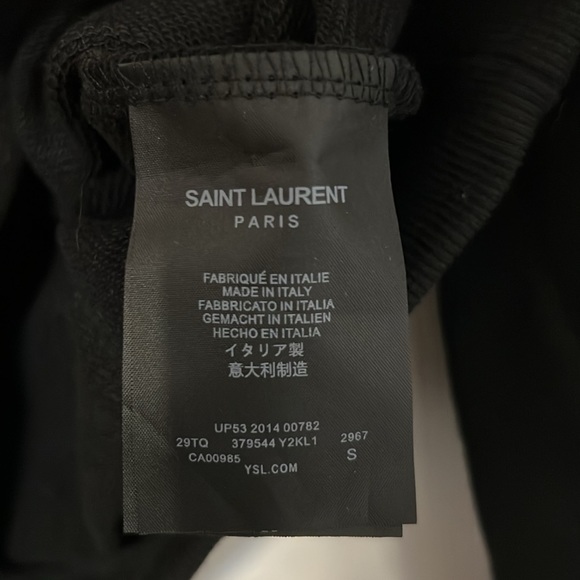 SAINT LAURENT
PARIS
FABRIQUÉ EN ITALIE
MADE IN ITALY
FABBRICATO IN ITALIA
GEMACHT IN ITALIEN
HECHO EN ITALIA
イタリア製
意大利制造
UP53 2014 00782
29TQ 379544 Y2KL1 2967
CA00985 S
YSL.COM